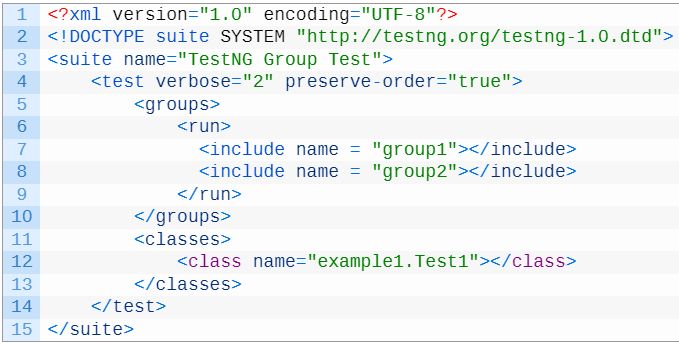 1 <?xml version="1.0" encoding="UTF-8"?>
2 <!DOCTYPE suite SYSTEM "http://testng.org/testng-1.0.dtd">
3 <suite name="TestNG Group Test">
4     <test verbose="2" preserve-order="true">
5         <groups>
6             <run>
7               <include name = "group1"></include>
8               <include name = "group2"></include>
9             </run>
10         </groups>
11         <classes>
12             <class name="example1.Test1"></class>
13         </classes>
14     </test>
15 </suite>